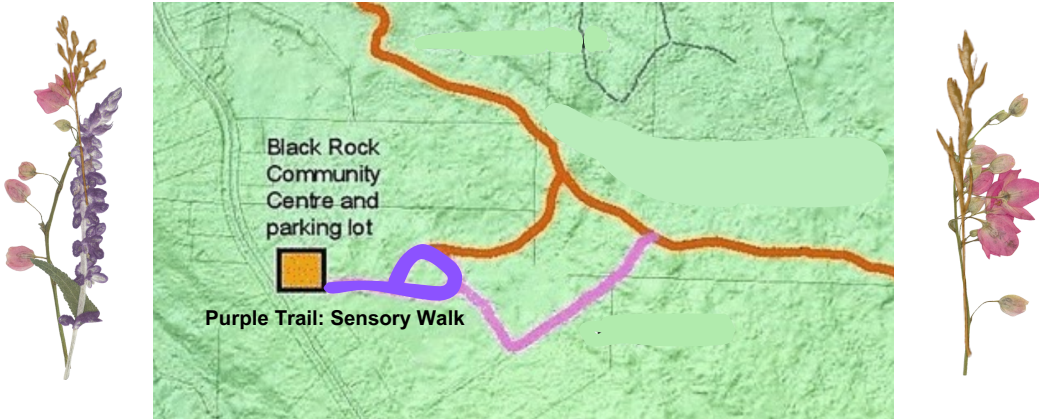 Black Rock
Community
Centre and
parking lot
Purple Trail: Sensory Walk